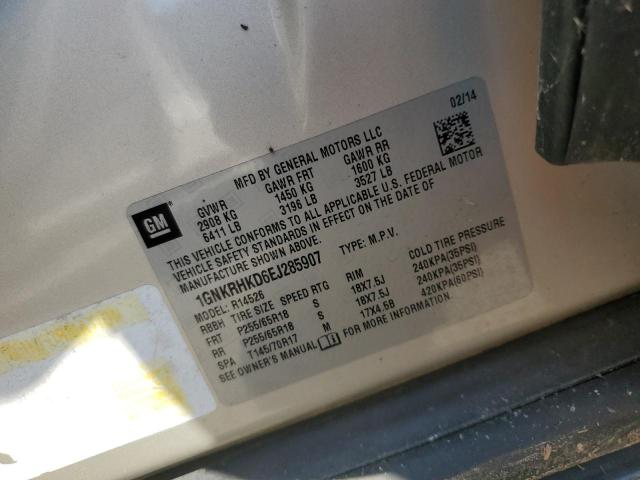 02/14
MFD BY GENERAL MOTORS LLC
GVWR GAWR FRT GAWR RR
2908 KG 1450 KG 1600 KG
6411 LB 3196 LB 3527 LB
GM
THIS VEHICLE CONFORMS TO ALL APPLICABLE U.S. FEDERAL MOTOR
VEHICLE SAFETY STANDARDS IN EFFECT ON THE DATE OF
MANUFACTURE SHOWN ABOVE.
1GNKRHKD6EJ285907 TYPE: M.P.V.
MODEL: R14526
RBBH TIRE SIZE SPEED RTG RIM COLD TIRE PRESSURE
FRT P255/65R18 S 18X7.5J 240KPA(35PSI)
RR P255/65R18 S 18X7.5J 240KPA(35PSI)
SPA T145/70R17 M 17X4.5B 420KPA(60PSI)
SEE OWNER'S MANUAL